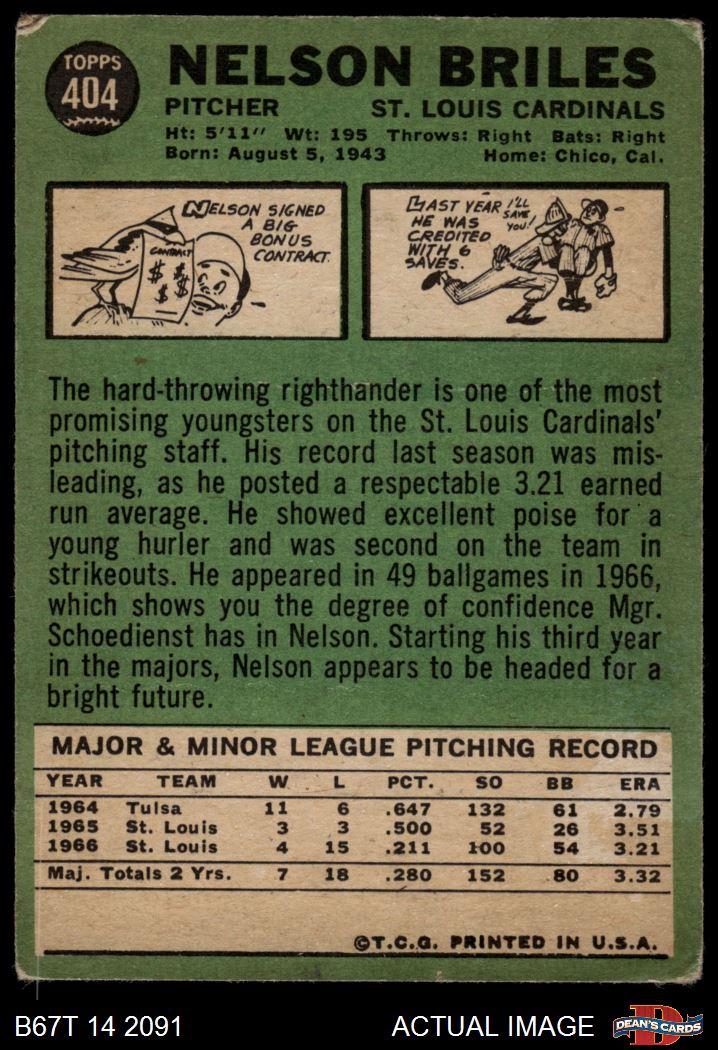 TOPPS
404
NELSON BRILES
PITCHER ST. LOUIS CARDINALS
Ht: 5'11" Wt: 195 Throws: Right Bats: Right
Born: August 5, 1943 Home: Chico, Cal.
NELSON SIGNED
A BIG
BONUS
CONTRACT.
CONTRACT
$ $
$ $
LAST YEAR
HE WAS
CREDITED
WITH 6
SAVES.
I'LL
SAVE
YOU!
The hard-throwing righthander is one of the most
promising youngsters on the St. Louis Cardinals'
pitching staff. His record last season was mis-
leading, as he posted a respectable 3.21 earned
run average. He showed excellent poise for a
young hurler and was second on the team in
strikeouts. He appeared in 49 ballgames in 1966,
which shows you the degree of confidence Mgr.
Schoedienst has in Nelson. Starting his third year
in the majors, Nelson appears to be headed for a
bright future.
MAJOR & MINOR LEAGUE PITCHING RECORD
YEAR TEAM W L PCT. SO BB ERA
1964 Tulsa 11 6 .647 132 61 2.79
1965 St. Louis 3 3 .500 52 26 3.51
1966 St. Louis 4 15 .211 100 54 3.21
Maj. Totals 2 Yrs. 7 18 .280 152 80 3.32
©T.C.G. PRINTED IN U.S.A.
B67T 14 2091 ACTUAL IMAGE
DEAN'S CARDS